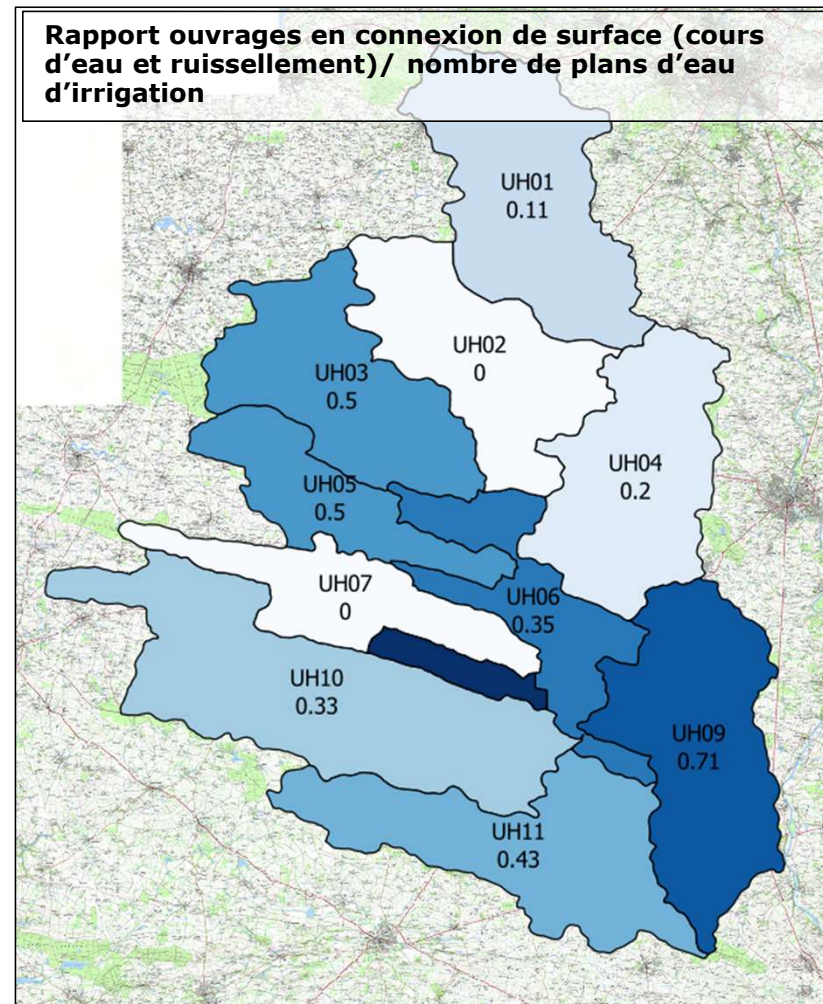 Rapport ouvrages en connexion de surface (cours
d’eau et ruissellement)/ nombre de plans d’eau
d’irrigation
UH01
0.11
UH02
0
UH03
0.5
UH04
0.2
UH05
0.5
UH07
0
UH06
0.35
UH10
0.33
UH09
0.71
UH11
0.43